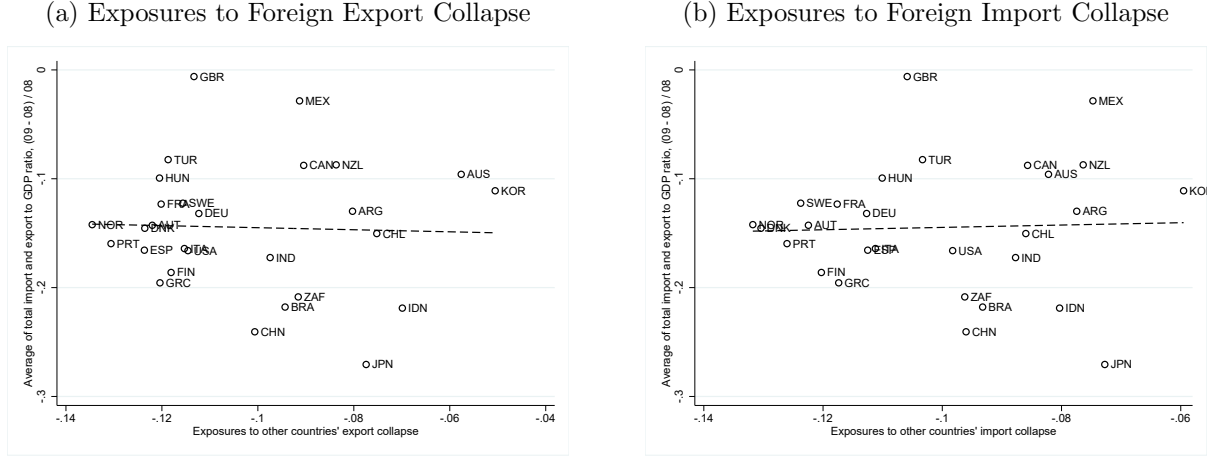 (a) Exposures to Foreign Export Collapse
Average of total import and export to GDP ratio, (09 - 08) / 08
0
-.1
-.2
-.3
GBR
MEX
TUR
CAN
NZL
HUN
AUS
KOR
FRA
SWE
DEU
ARG
NOR
AUT
DNK
CHL
PRT
ESP
ITA
USA
IND
FIN
GRC
ZAF
BRA
IDN
CHN
JPN
-.14
-.12
-.1
-.08
-.06
-.04
Exposures to other countries' export collapse
(b) Exposures to Foreign Import Collapse
Average of total import and export to GDP ratio, (09 - 08) / 08
0
-.1
-.2
-.3
GBR
MEX
TUR
CAN
NZL
AUS
HUN
KO
SWE
FRA
DEU
ARG
NOR
DNK
AUT
CHL
PRT
ESP
ITA
USA
IND
FIN
GRC
ZAF
BRA
IDN
CHN
JPN
-.14
-.12
-.1
-.08
-.06
Exposures to other countries' import collapse